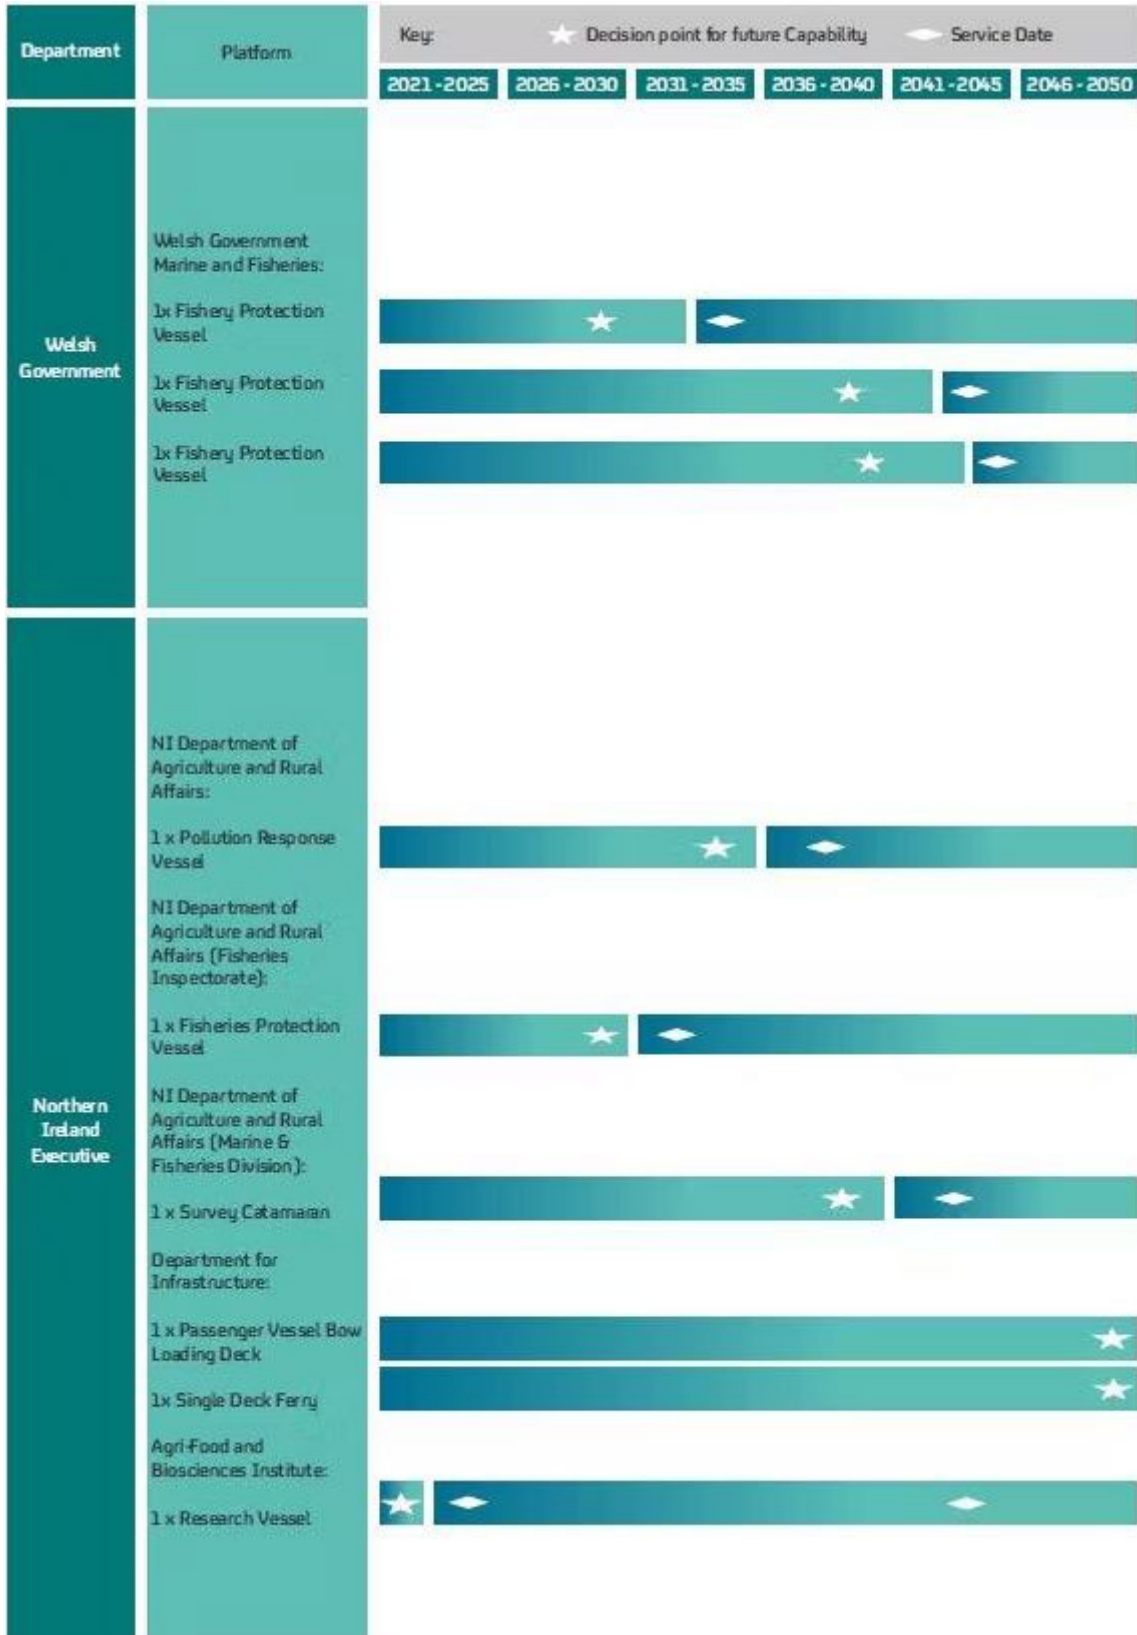 Department
Platform
Key:
Decision point for future Capability
Service Date
2021 - 2025
2026 - 2030
2031 - 2035
2036 - 2040
2041 - 2045
2046 - 2050
Welsh
Government
Welsh Government
Marine and Fisheries:
1x Fishery Protection
Vessel
1x Fishery Protection
Vessel
1x Fishery Protection
Vessel
Northern
Ireland
Executive
NI Department of
Agriculture and Rural
Affairs:
1 x Pollution Response
Vessel
NI Department of
Agriculture and Rural
Affairs (Fisheries
Inspectorate):
1 x Fisheries Protection
Vessel
NI Department of
Agriculture and Rural
Affairs (Marine &
Fisheries Division):
1 x Survey Catamaran
Department for
Infrastructure:
1 x Passenger Vessel Bow
Loading Deck
1x Single Deck Ferry
Agri-Food and
Biosciences Institute:
1 x Research Vessel